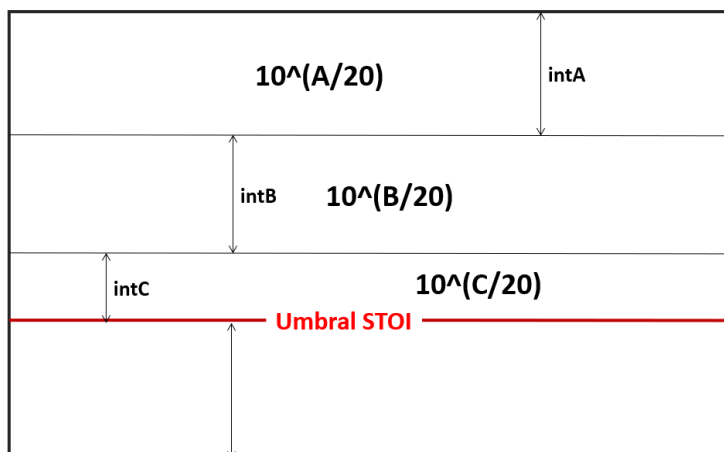 10^(A/20)
intA
intB
10^(B/20)
intC
10^(C/20)
Umbral STOI